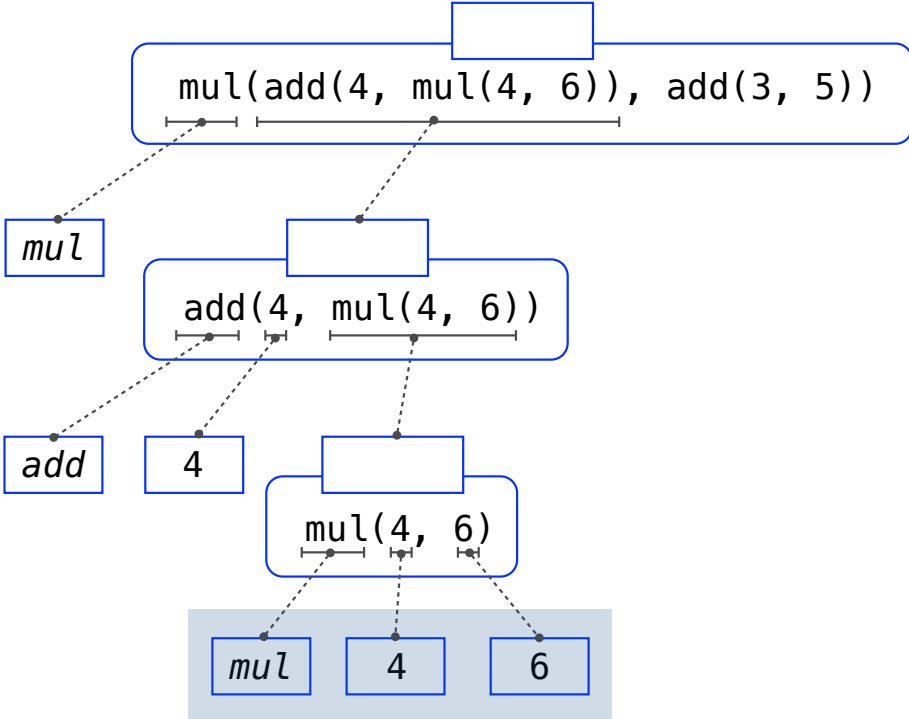 mul(add(4, mul(4, 6)), add(3, 5))
mul
add(4, mul(4, 6))
add
4
mul(4, 6)
mul
4
6